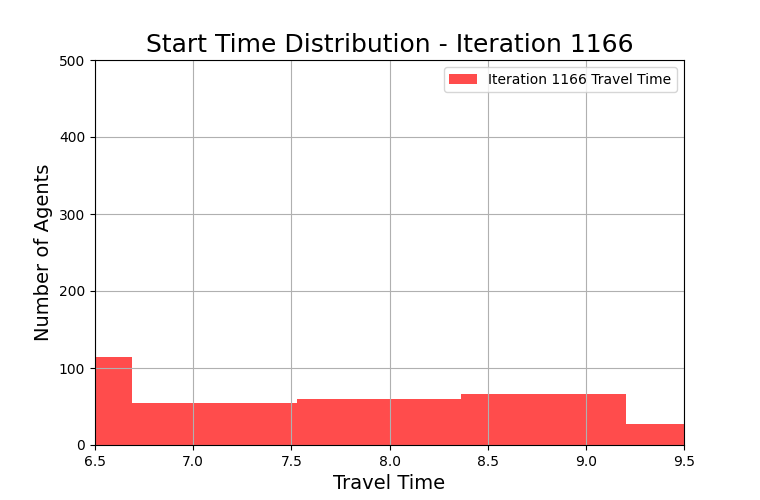 Start Time Distribution - Iteration 1166
Iteration 1166 Travel Time
Number of Agents
500
400
300
200
100
0
6.5 7.0 7.5 8.0 8.5 9.0 9.5
Travel Time